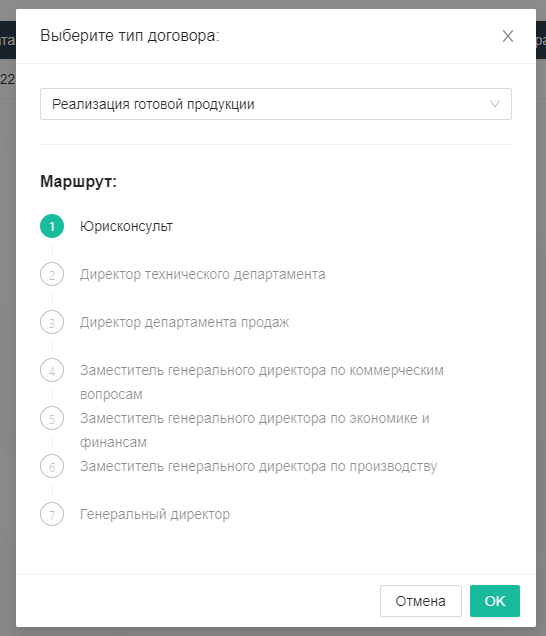 Выберите тип договора:
22
Реализация готовой продукции
Маршрут:
1 Юрисконсульт
2 Директор технического департамента
3 Директор департамента продаж
4 Заместитель генерального директора по коммерческим
вопросам
5 Заместитель генерального директора по экономике и
финансам
6 Заместитель генерального директора по производству
7 Генеральный директор
Отмена OK